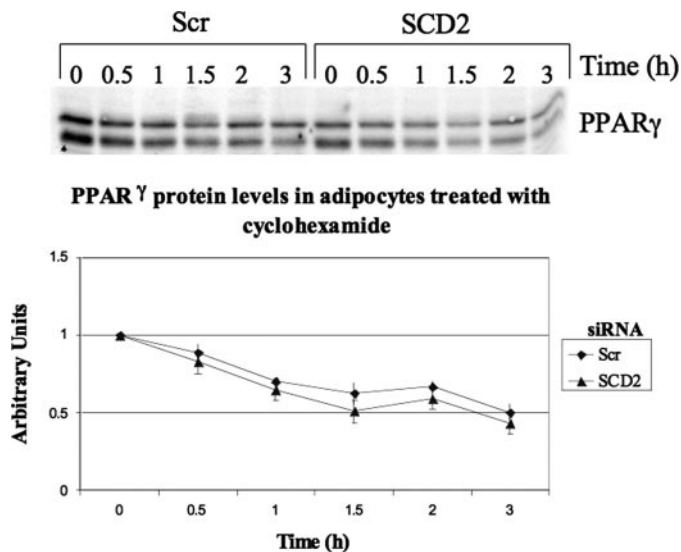 Scr SCD2
0 0.5 1 1.5 2 3 0 0.5 1 1.5 2 3 Time (h)
PPARγ
PPAR γ protein levels in adipocytes treated with
cyclohexamide
1.5
1
0.5
0
Arbitrary Units
0 0.5 1 1.5 2 3
Time (h)
siRNA
Scr
SCD2